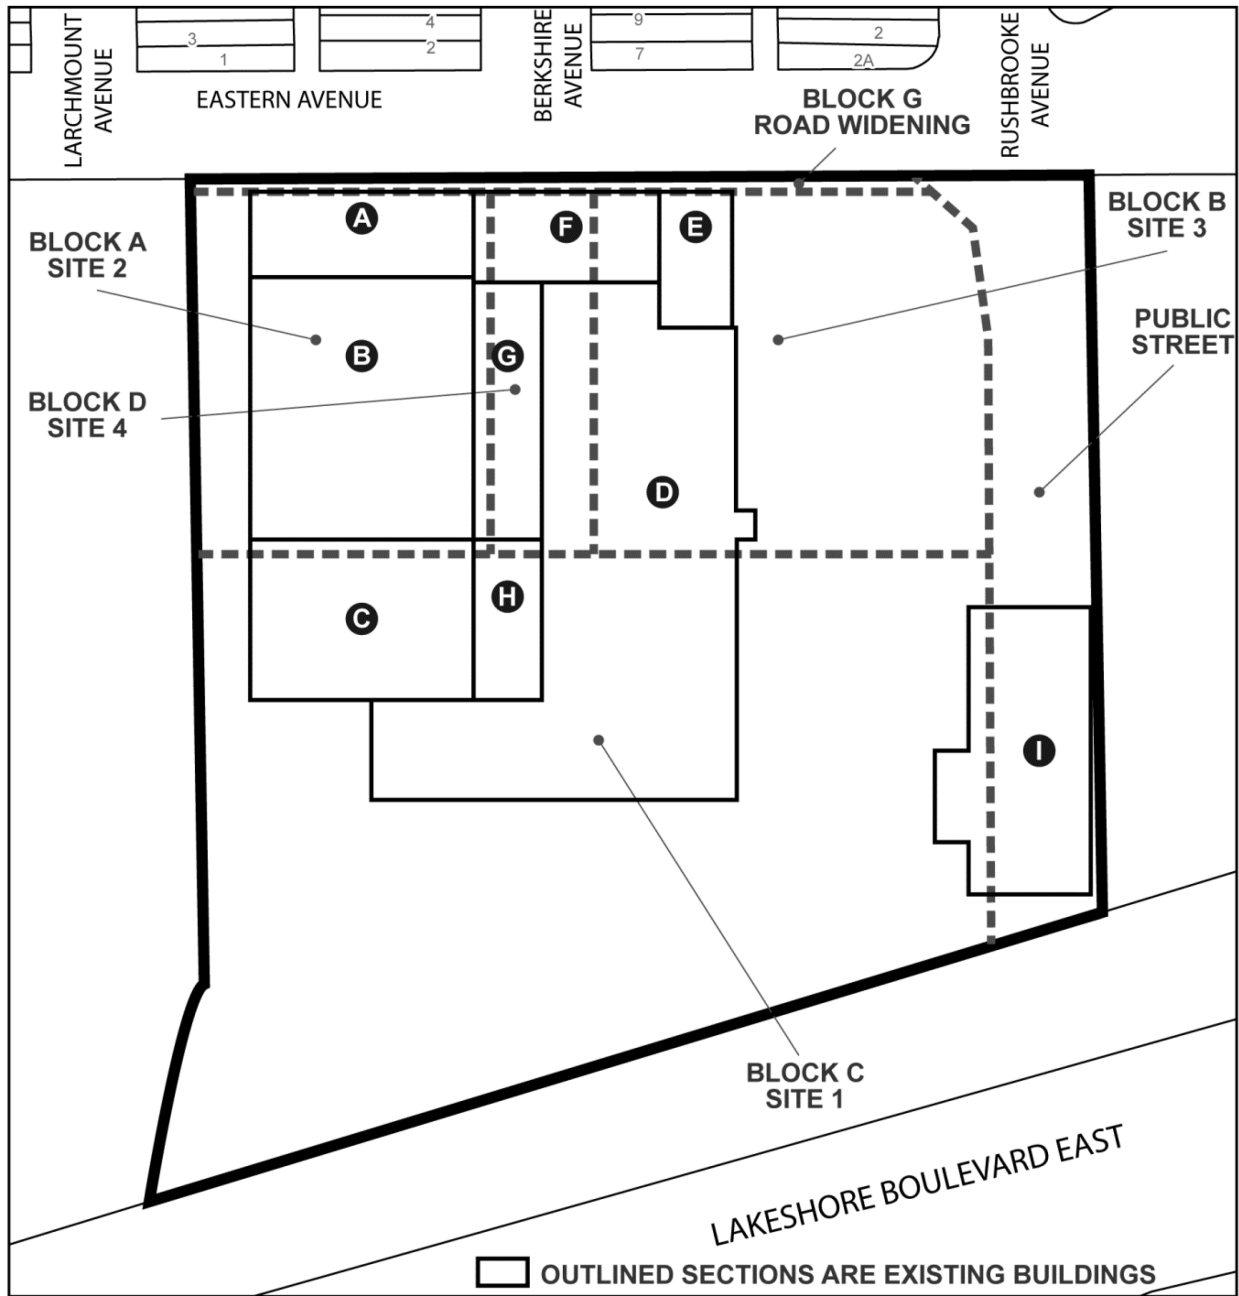 3
1
4
2
9
7
2
2A
LARCHMOUNT
AVENUE
EASTERN AVENUE
BERKSHIRE
AVENUE
RUSHBROOKE
AVENUE
BLOCK G
ROAD WIDENING
BLOCK A
SITE 2
BLOCK B
SITE 3
PUBLIC
STREET
BLOCK D
SITE 4
A
F
E
B
G
D
C
H
I
BLOCK C
SITE 1
LAKESHORE BOULEVARD EAST
OUTLINED SECTIONS ARE EXISTING BUILDINGS